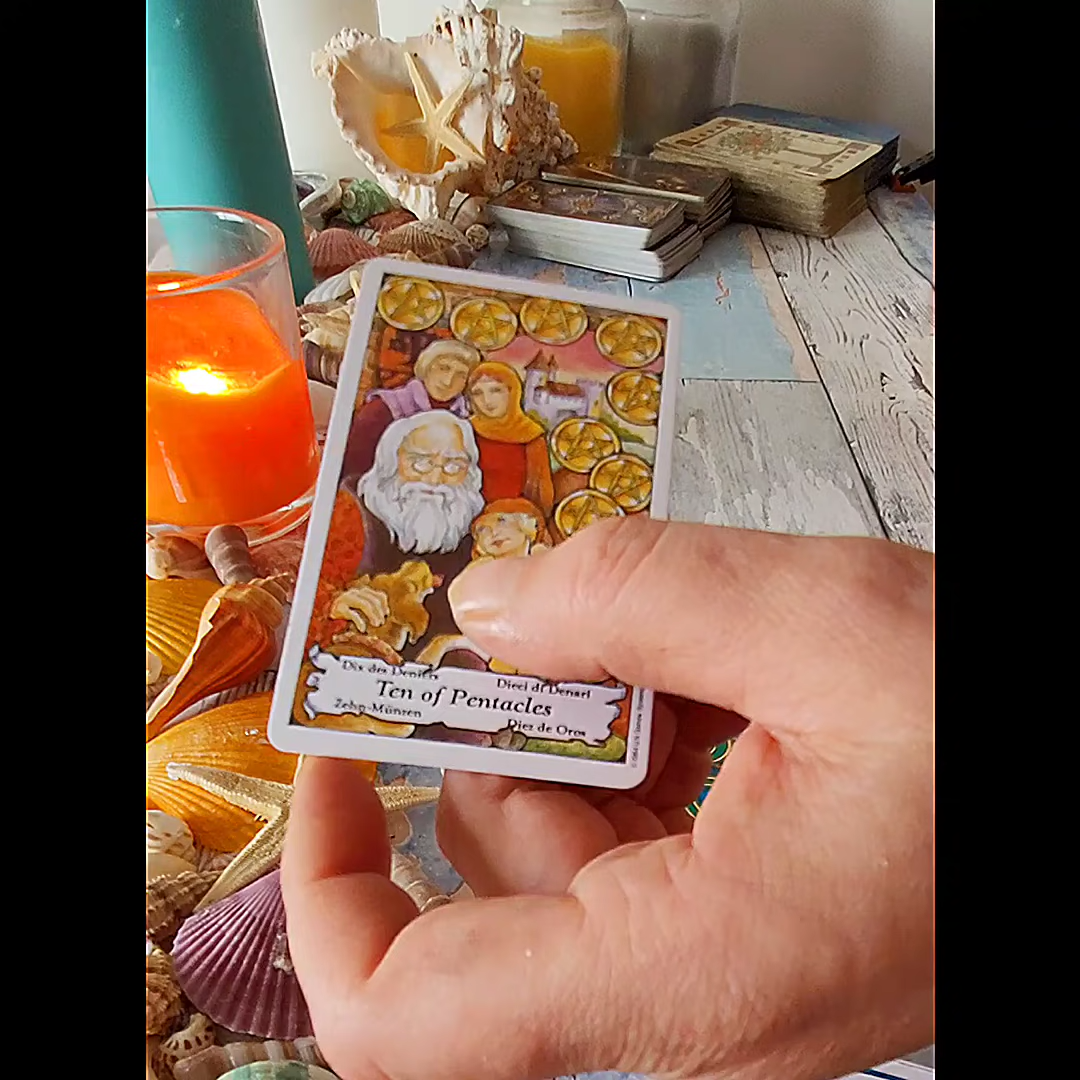 Dix des Deniers
Dieci di Denari
Ten of Pentacles
Zehn-Münzen
Diez de Oros